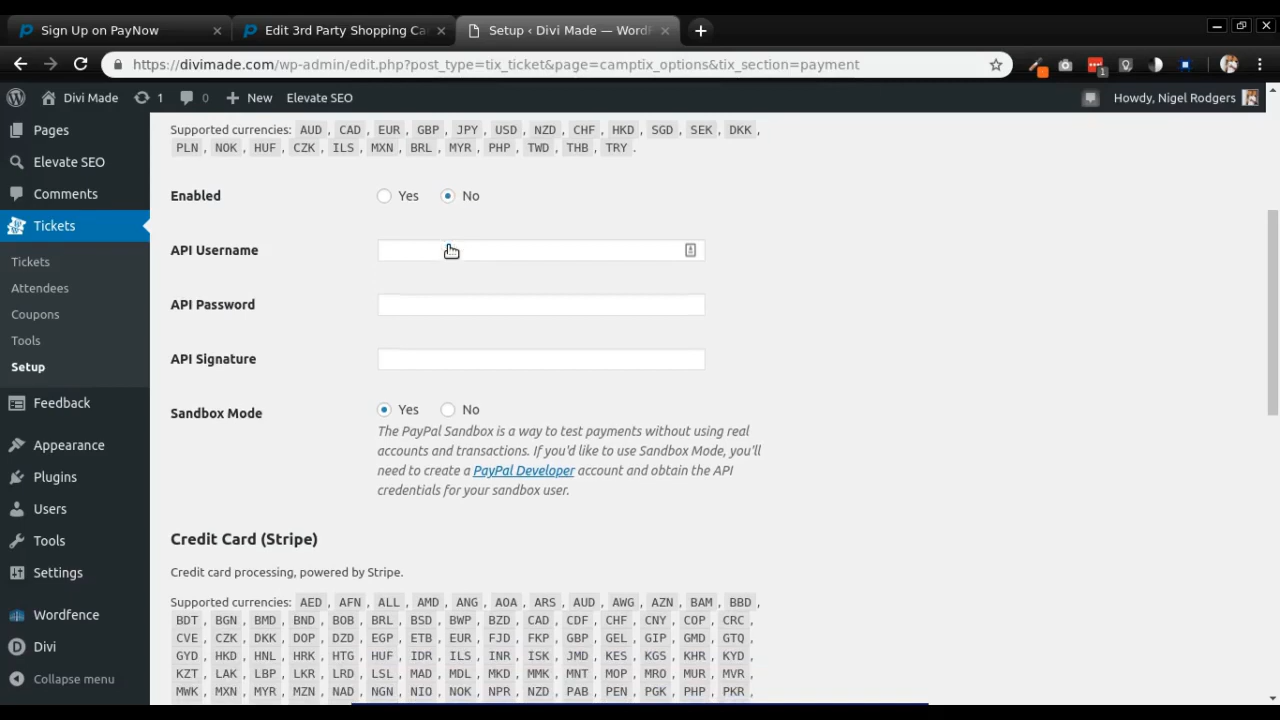 Sign Up on PayNow
Edit 3rd Party Shopping Ca
Setup ‹ Divi Made — WordP
https://divimade.com/wp-admin/edit.php?post_type=tix_ticket&page=camptix_options&tix_section=payment
1
Divi Made
1
0
New
Elevate SEO
Howdy, Nigel Rodgers
Pages
Elevate SEO
Comments
Tickets
Tickets
Attendees
Coupons
Tools
Setup
Feedback
Appearance
Plugins
Users
Tools
Settings
Wordfence
Divi
Collapse menu
Supported currencies: AUD , CAD , EUR , GBP , JPY , USD , NZD , CHF , HKD , SGD , SEK , DKK ,
PLN , NOK , HUF , CZK , ILS , MXN , BRL , MYR , PHP , TWD , THB , TRY .
Enabled
Yes
No
API Username
API Password
API Signature
Sandbox Mode
Yes
No
The PayPal Sandbox is a way to test payments without using real
accounts and transactions. If you'd like to use Sandbox Mode, you'll
need to create a PayPal Developer account and obtain the API
credentials for your sandbox user.
Credit Card (Stripe)
Credit card processing, powered by Stripe.
Supported currencies: AED , AFN , ALL , AMD , ANG , AOA , ARS , AUD , AWG , AZN , BAM , BBD ,
BDT , BGN , BMD , BND , BOB , BRL , BSD , BWP , BZD , CAD , CDF , CHF , CNY , COP , CRC ,
CVE , CZK , DKK , DOP , DZD , EGP , ETB , EUR , FJD , FKP , GBP , GEL , GIP , GMD , GTQ ,
GYD , HKD , HNL , HRK , HTG , HUF , IDR , ILS , INR , ISK , JMD , KES , KGS , KHR , KYD ,
KZT , LAK , LBP , LKR , LRD , LSL , MAD , MDL , MKD , MMK , MNT , MOP , MRO , MUR , MVR ,
MWK , MXN , MYR , MZN , NAD , NGN , NIO , NOK , NPR , NZD , PAB , PEN , PGK , PHP , PKR ,